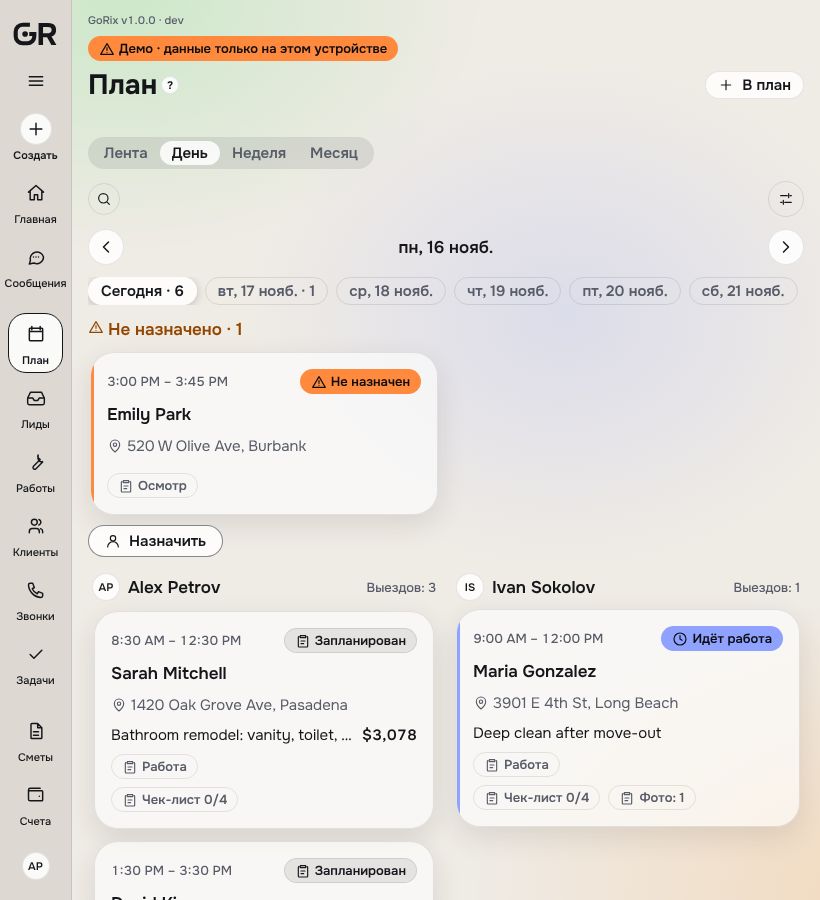 GR
GoRix v1.0.0 · dev
Демо · данные только на этом устройстве
План ?
В план
Создать
Главная
Сообщения
План
Лиды
Работы
Клиенты
Звонки
Задачи
Сметы
Счета
AP
Лента День Неделя Месяц
пн, 16 нояб.
Сегодня · 6 вт, 17 нояб. · 1 ср, 18 нояб. чт, 19 нояб. пт, 20 нояб. сб, 21 нояб.
Не назначено · 1
3:00 PM – 3:45 PM Не назначен
Emily Park
520 W Olive Ave, Burbank
Осмотр
Назначить
AP Alex Petrov Выездов: 3
8:30 AM – 12:30 PM Запланирован
Sarah Mitchell
1420 Oak Grove Ave, Pasadena
Bathroom remodel: vanity, toilet, ... $3,078
Работа
Чек-лист 0/4
1:30 PM – 3:30 PM Запланирован
IS Ivan Sokolov Выездов: 1
9:00 AM – 12:00 PM Идёт работа
Maria Gonzalez
3901 E 4th St, Long Beach
Deep clean after move-out
Работа
Чек-лист 0/4 Фото: 1